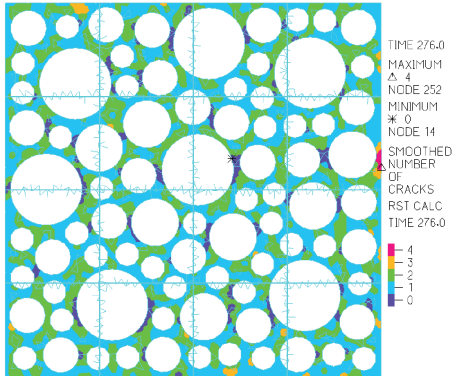 TIME 276.0
MAXIMUM
△ 4
NODE 252
MINIMUM
✳ 0
NODE 14
SMOOTHED
NUMBER
OF
CRACKS
RST CALC
TIME 276.0
4
3
2
1
0